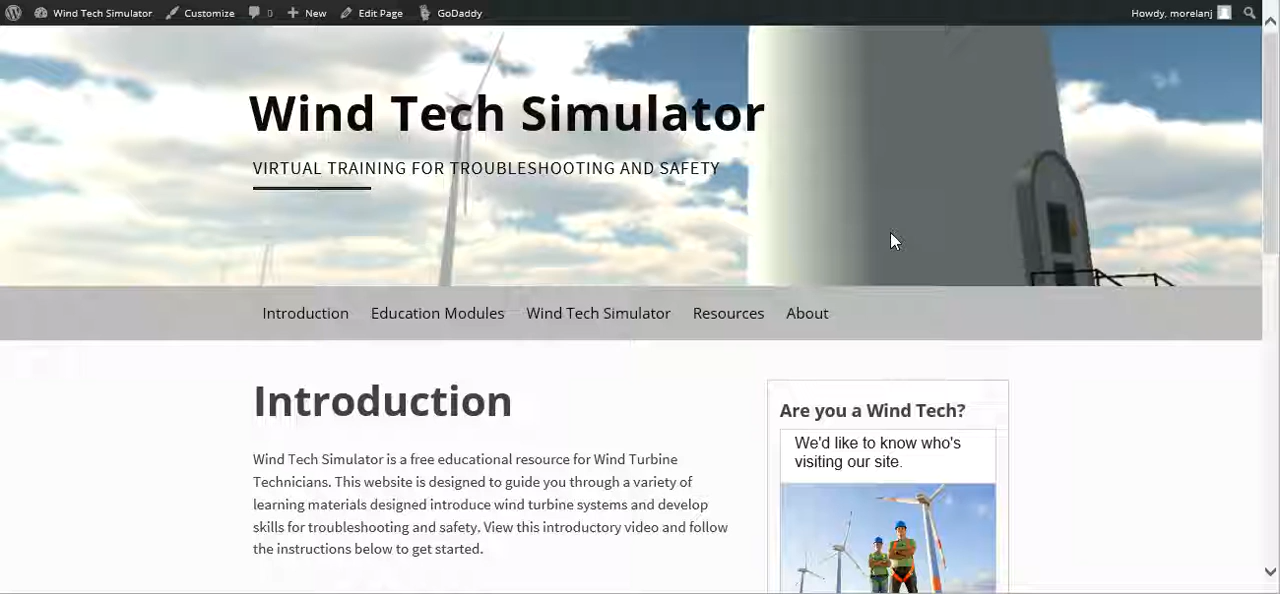 Wind Tech Simulator Customize 0 New Edit Page GoDaddy Howdy, morelanj
Wind Tech Simulator
VIRTUAL TRAINING FOR TROUBLESHOOTING AND SAFETY
Introduction Education Modules Wind Tech Simulator Resources About
Introduction
Wind Tech Simulator is a free educational resource for Wind Turbine
Technicians. This website is designed to guide you through a variety of
learning materials designed introduce wind turbine systems and develop
skills for troubleshooting and safety. View this introductory video and follow
the instructions below to get started.
Are you a Wind Tech?
We'd like to know who's
visiting our site.